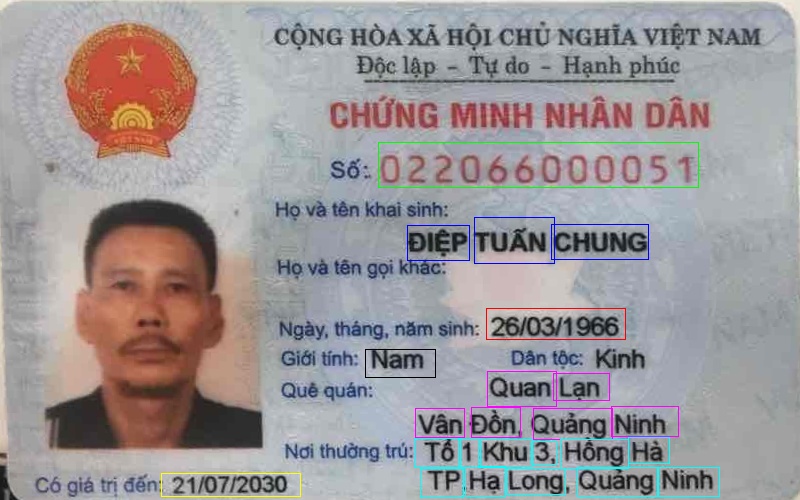 CỘNG HÒA XÃ HỘI CHỦ NGHĨA VIỆT NAM
Độc lập - Tự do - Hạnh phúc
CHỨNG MINH NHÂN DÂN
Số: 022066000051
Họ và tên khai sinh:
ĐIỆP TUẤN CHUNG
Họ và tên gọi khác:
Ngày, tháng, năm sinh: 26/03/1966
Giới tính: Nam Dân tộc: Kinh
Quê quán: Quan Lạn
Vân Đồn, Quảng Ninh
Nơi thường trú: Tổ 1 Khu 3, Hồng Hà
TP Hạ Long, Quảng Ninh
Có giá trị đến: 21/07/2030